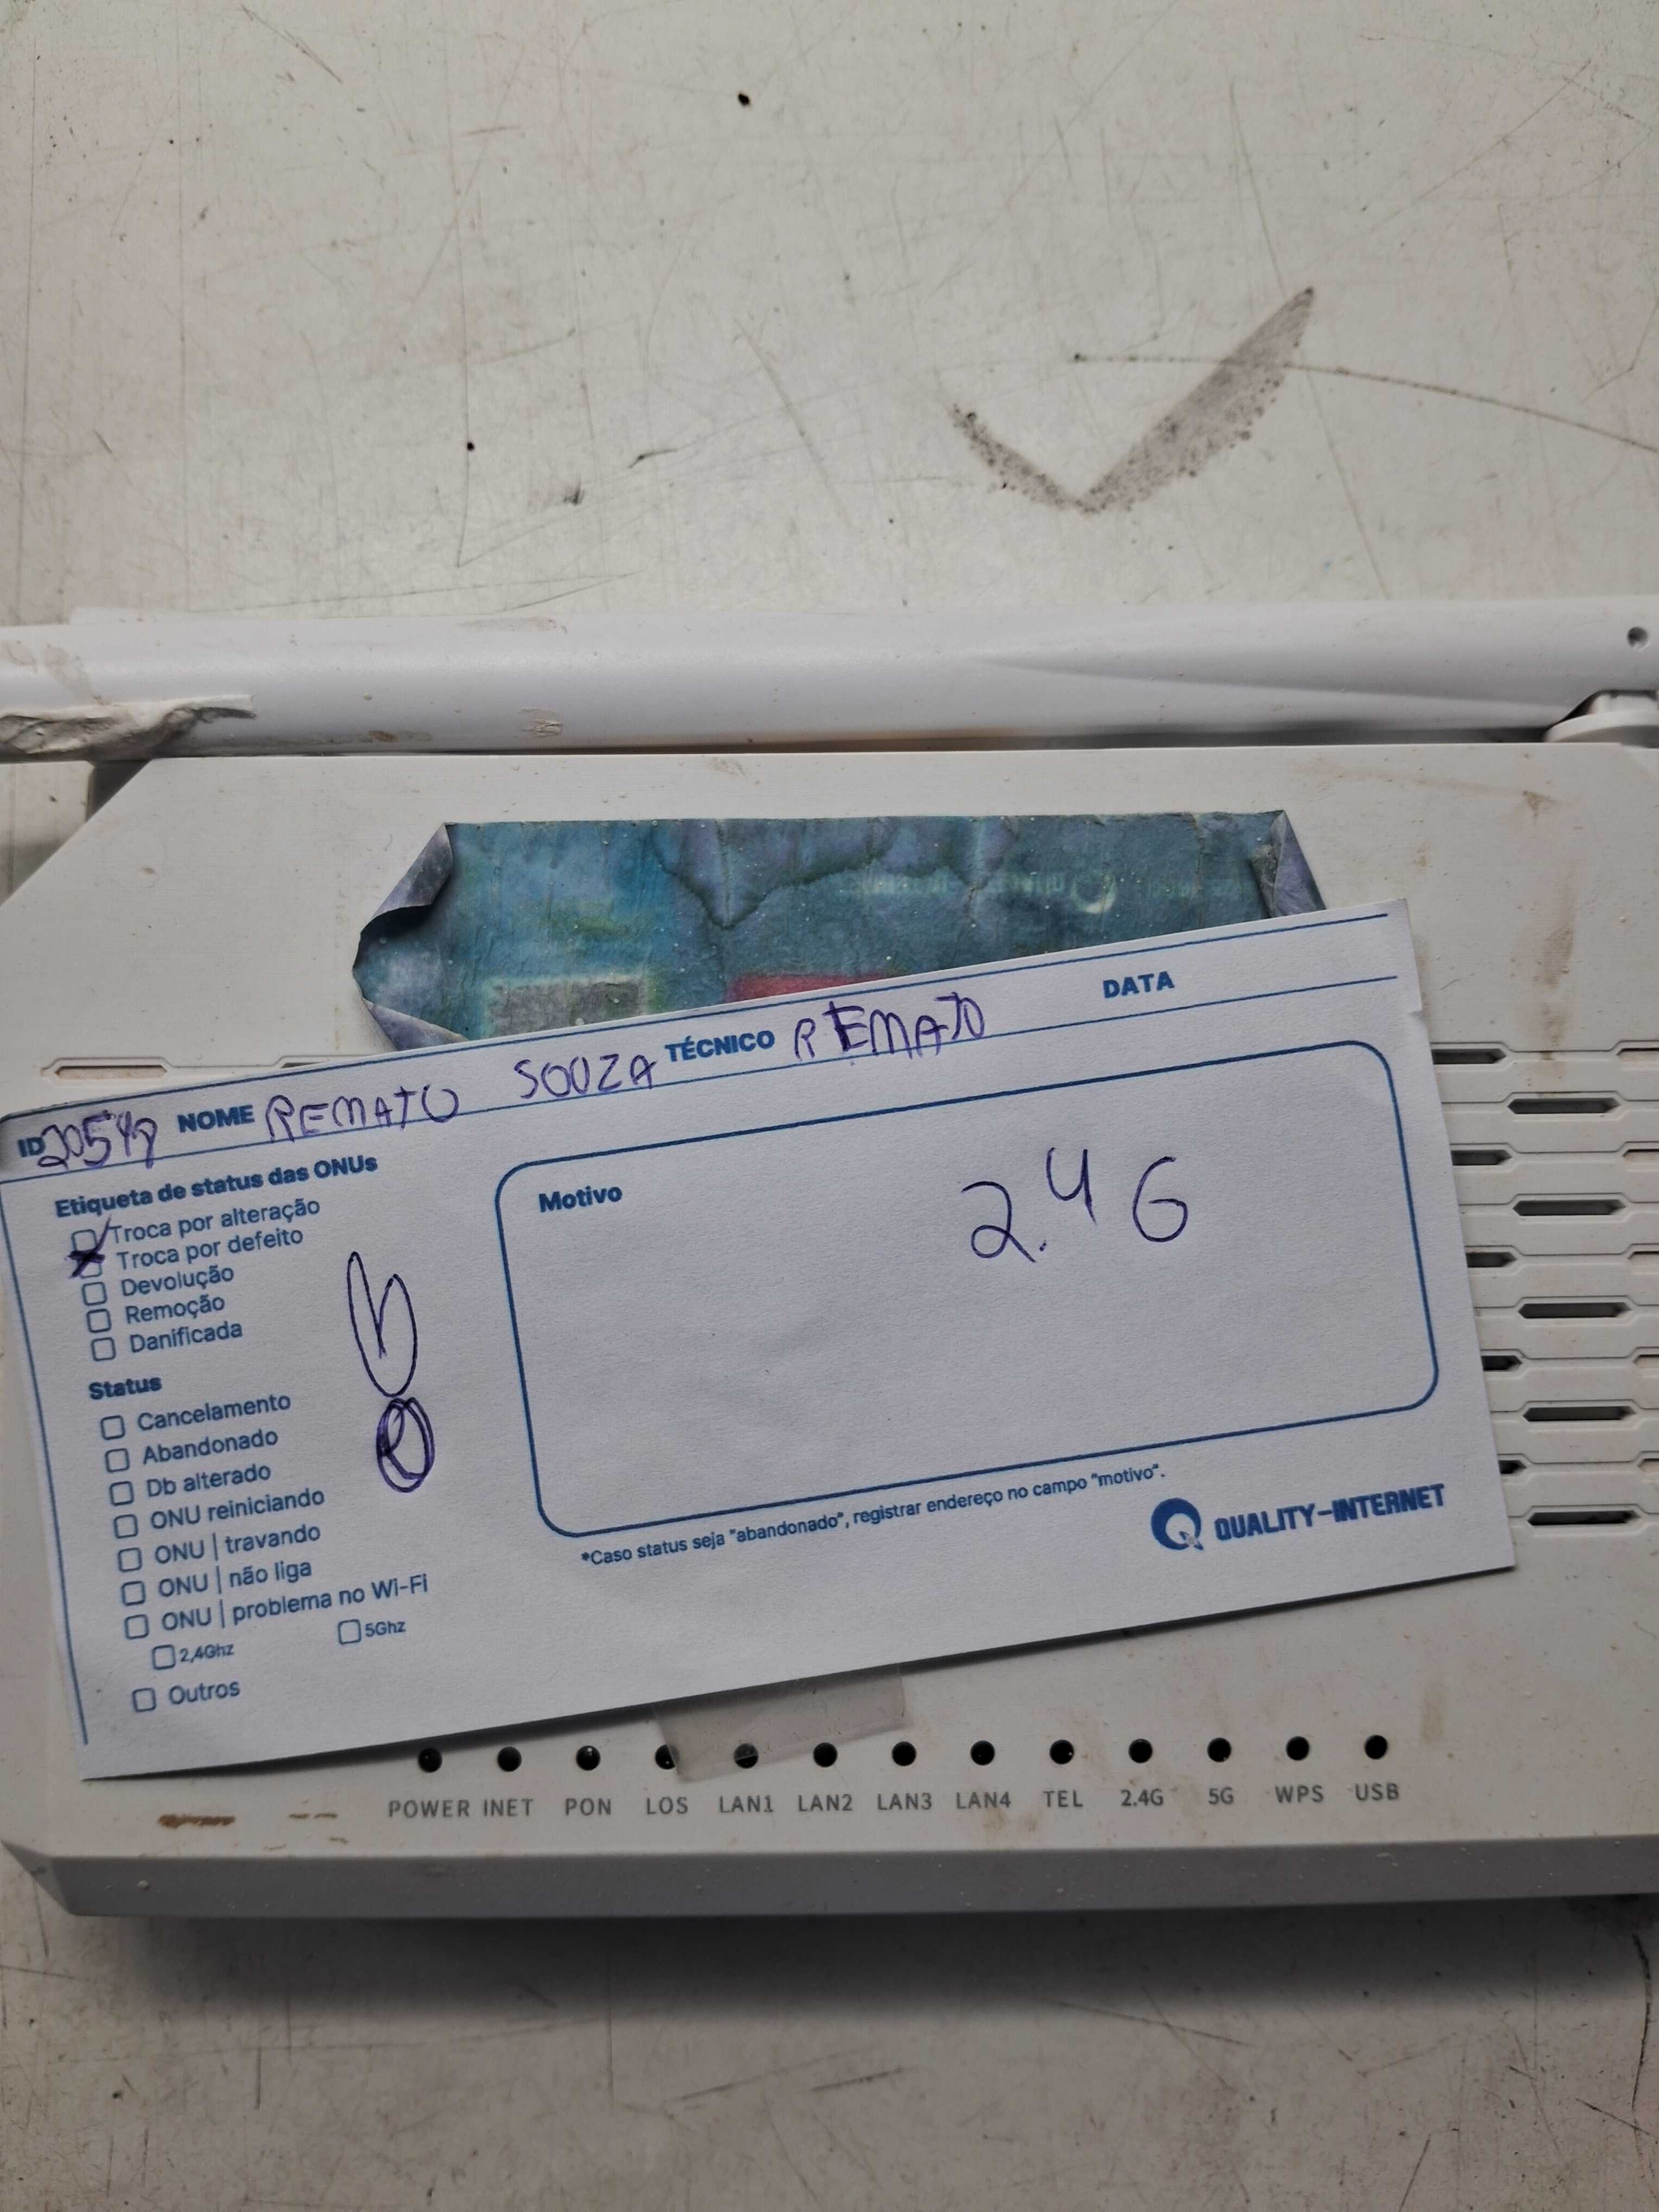 ID 20549 NOME REMATO SOUZA TÉCNICO REMATO DATA
Etiqueta de status das ONUs
Troca por alteração
Troca por defeito
Devolução
Remoção
Danificada
Status
Cancelamento
Abandonado
Db alterado
ONU reiniciando
ONU | travando
ONU | não liga
ONU | problema no Wi-Fi
2,4Ghz 5Ghz
Outros
Motivo
2.4G
*Caso status seja "abandonado", registrar endereço no campo "motivo".
QUALITY-INTERNET
POWER INET PON LOS LAN1 LAN2 LAN3 LAN4 TEL 2.4G 5G WPS USB